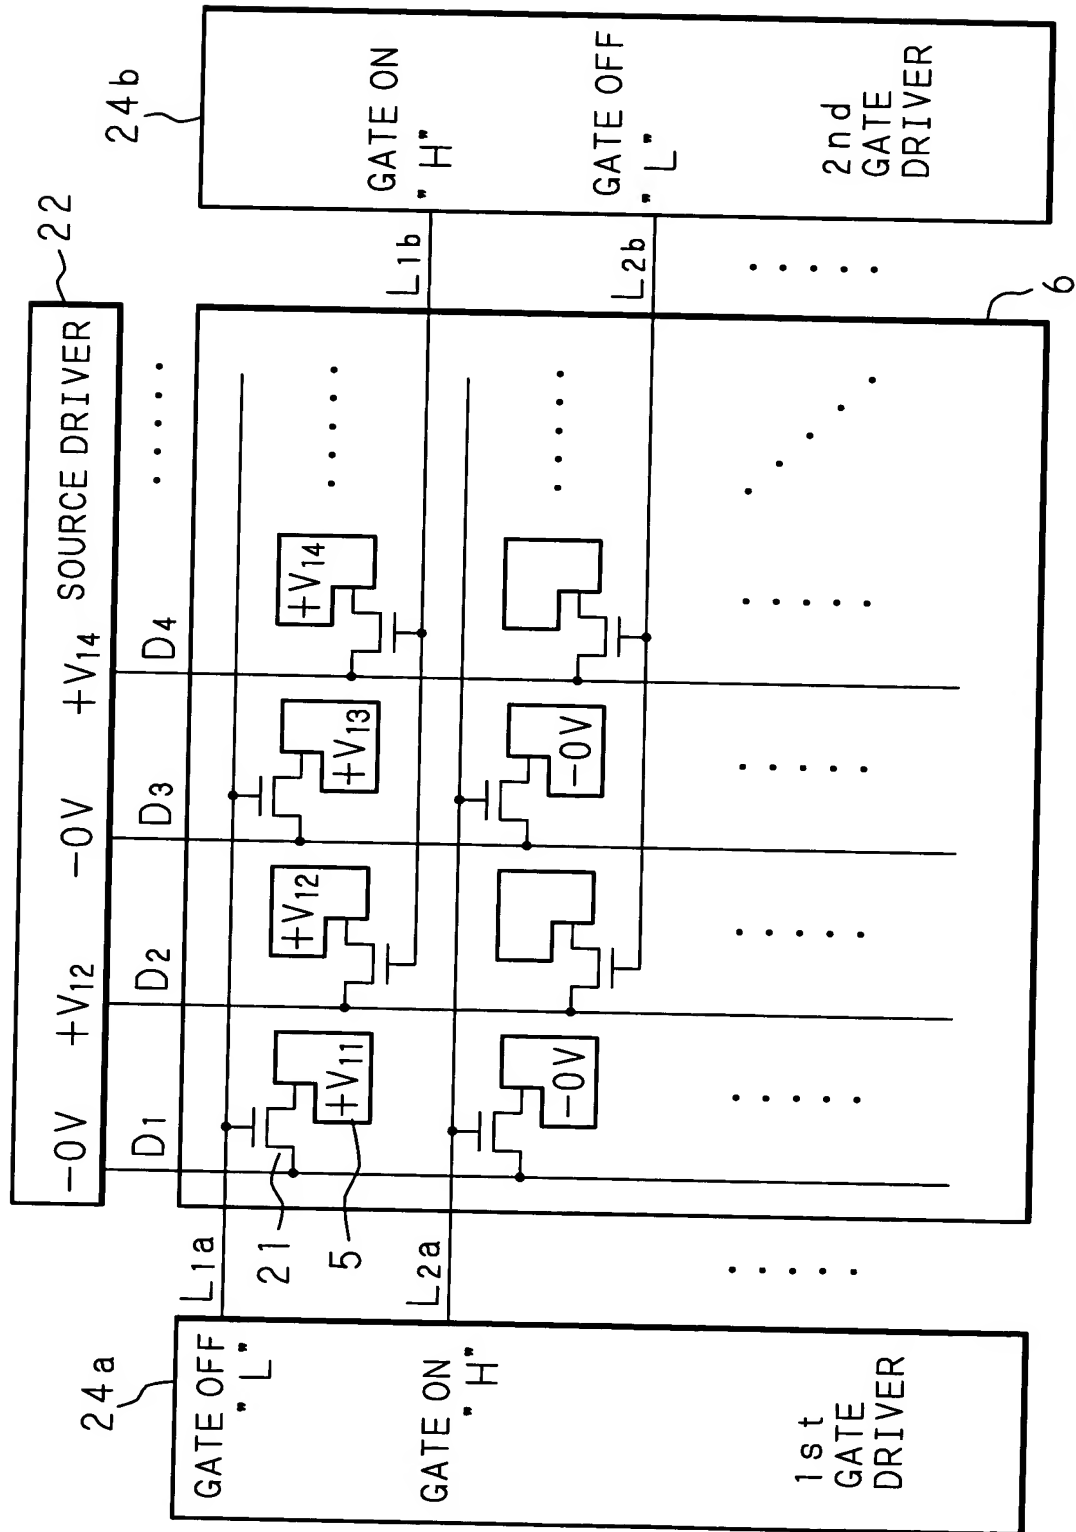 22
-0V +V12 -0V +V14 SOURCE DRIVER
D1 D2 D3 D4
24a
GATE OFF
"L"
GATE ON
"H"
1st
GATE
DRIVER
L1a
L2a
21
5
+V11 +V12 +V13 +V14
-0V -0V
L1b
L2b
24b
GATE ON
"H"
GATE OFF
"L"
2nd
GATE
DRIVER
6